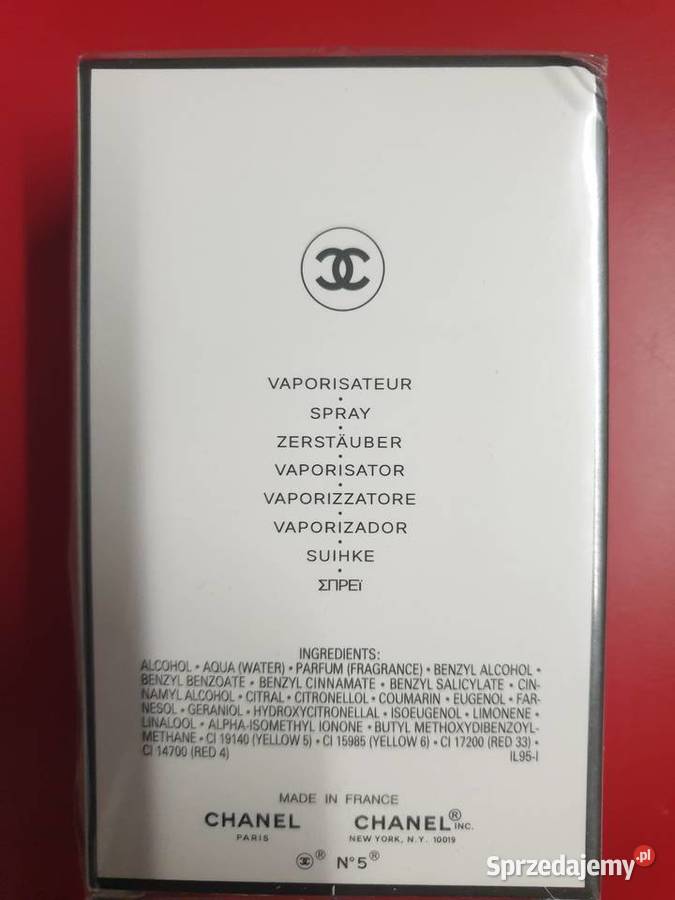 VAPORISATEUR
•
SPRAY
•
ZERSTÄUBER
•
VAPORISATOR
•
VAPORIZZATORE
•
VAPORIZADOR
•
SUIHKE
•
ΣΠΡΕϊ
INGREDIENTS:
ALCOHOL • AQUA (WATER) • PARFUM (FRAGRANCE) • BENZYL ALCOHOL •
BENZYL BENZOATE • BENZYL CINNAMATE • BENZYL SALICYLATE • CIN-
NAMYL ALCOHOL • CITRAL • CITRONELLOL • COUMARIN • EUGENOL • FAR-
NESOL • GERANIOL • HYDROXYCITRONELLAL • ISOEUGENOL • LIMONENE •
LINALOOL • ALPHA-ISOMETHYL IONONE • BUTYL METHOXYDIBENZOYL-
METHANE • CI 19140 (YELLOW 5) • CI 15985 (YELLOW 6) • CI 17200 (RED 33) •
CI 14700 (RED 4) IL95-I
MADE IN FRANCE
CHANEL CHANEL® INC.
PARIS NEW YORK, N.Y. 10019
® N°5®
Sprzedajemy.pl